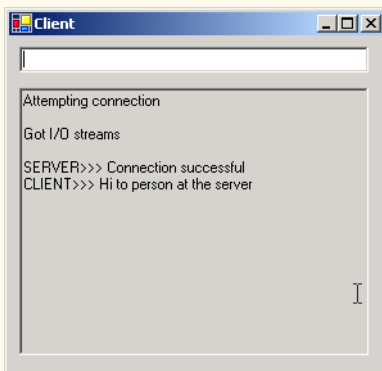 Client
Attempting connection
Got I/O streams
SERVER>>> Connection successful
CLIENT>>> Hi to person at the server